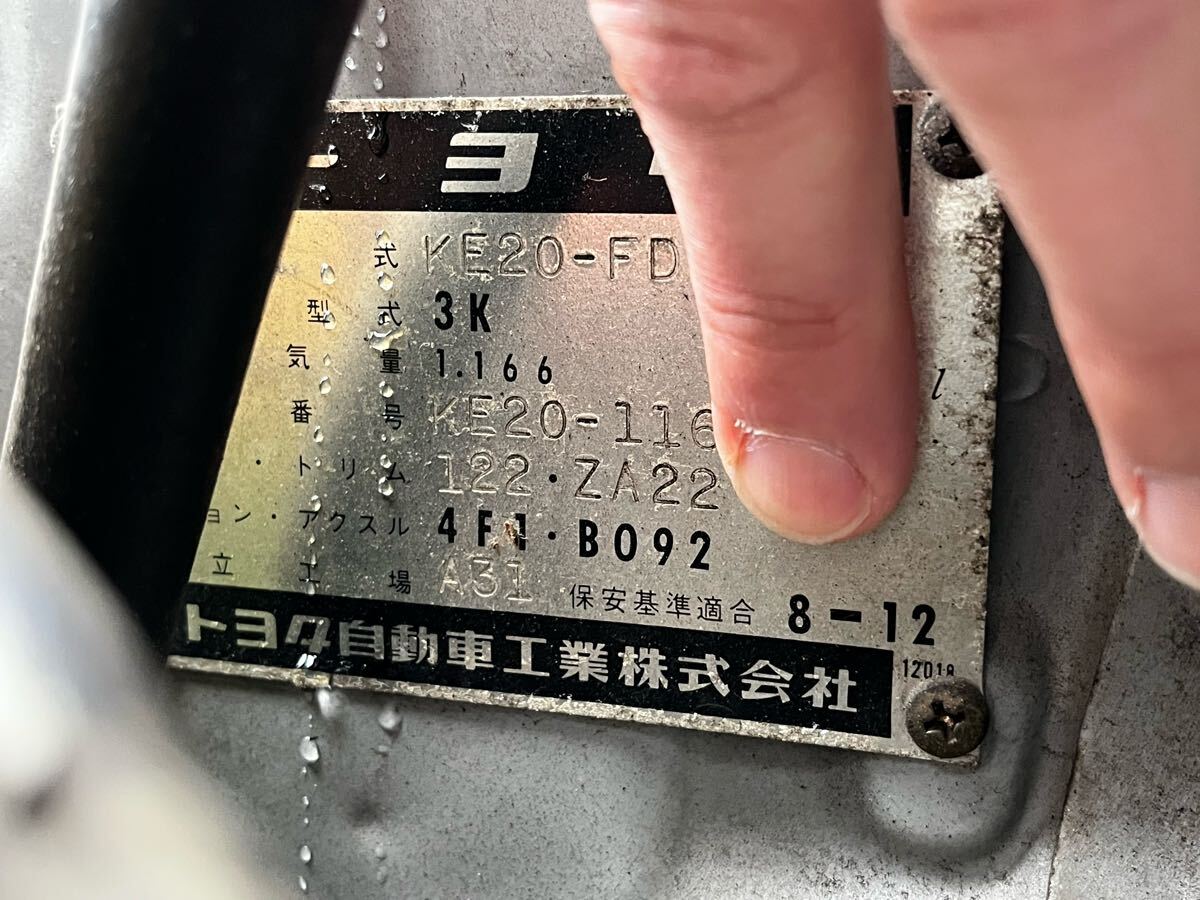 ヨ
式 KE20-FD
型式 3K
気量 1.166 l
番号 KE20-116
・トリム 122・ZA22
ョン・アクスル 4F1・B092
立工場 A31 保安基準適合 8-12
トヨタ自動車工業株式会社